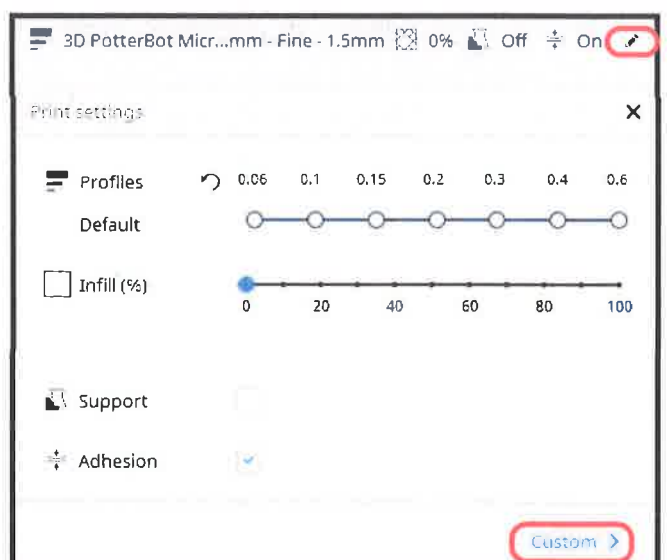 3D PotterBot Micr...mm - Fine - 1.5mm 0% Off On
Print settings
Profiles 0.06 0.1 0.15 0.2 0.3 0.4 0.6
Default
Infill (%)
0 20 40 60 80 100
Support
Adhesion
Custom